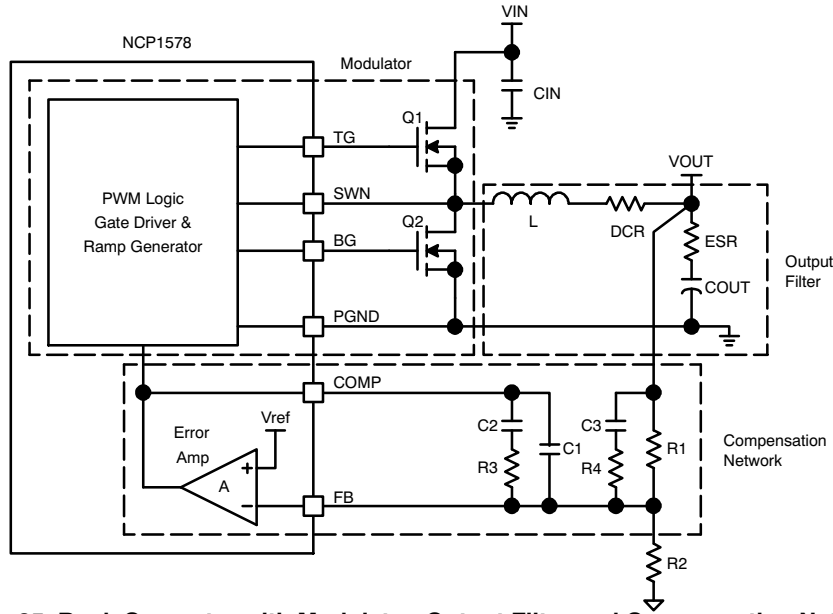 VIN
NCP1578
Modulator
CIN
Q1
TG
VOUT
PWM Logic
Gate Driver &
Ramp Generator
SWN
Q2
L
DCR
ESR
BG
Output
Filter
COUT
PGND
COMP
Vref
Error
Amp
C2
C1
C3
R1
Compensation
Network
R3
R4
A
+
−
FB
R2